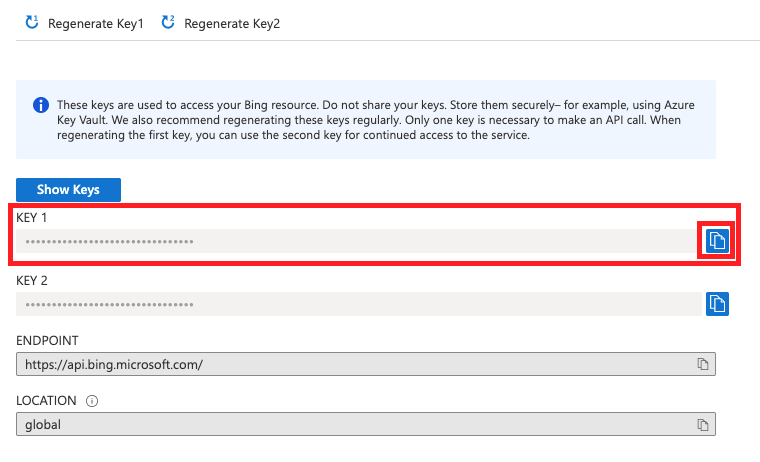 Regenerate Key1 Regenerate Key2
These keys are used to access your Bing resource. Do not share your keys. Store them securely– for example, using Azure
Key Vault. We also recommend regenerating these keys regularly. Only one key is necessary to make an API call. When
regenerating the first key, you can use the second key for continued access to the service.
Show Keys
KEY 1
••••••••••••••••••••••••••••••••
KEY 2
••••••••••••••••••••••••••••••••
ENDPOINT
https://api.bing.microsoft.com/
LOCATION
global